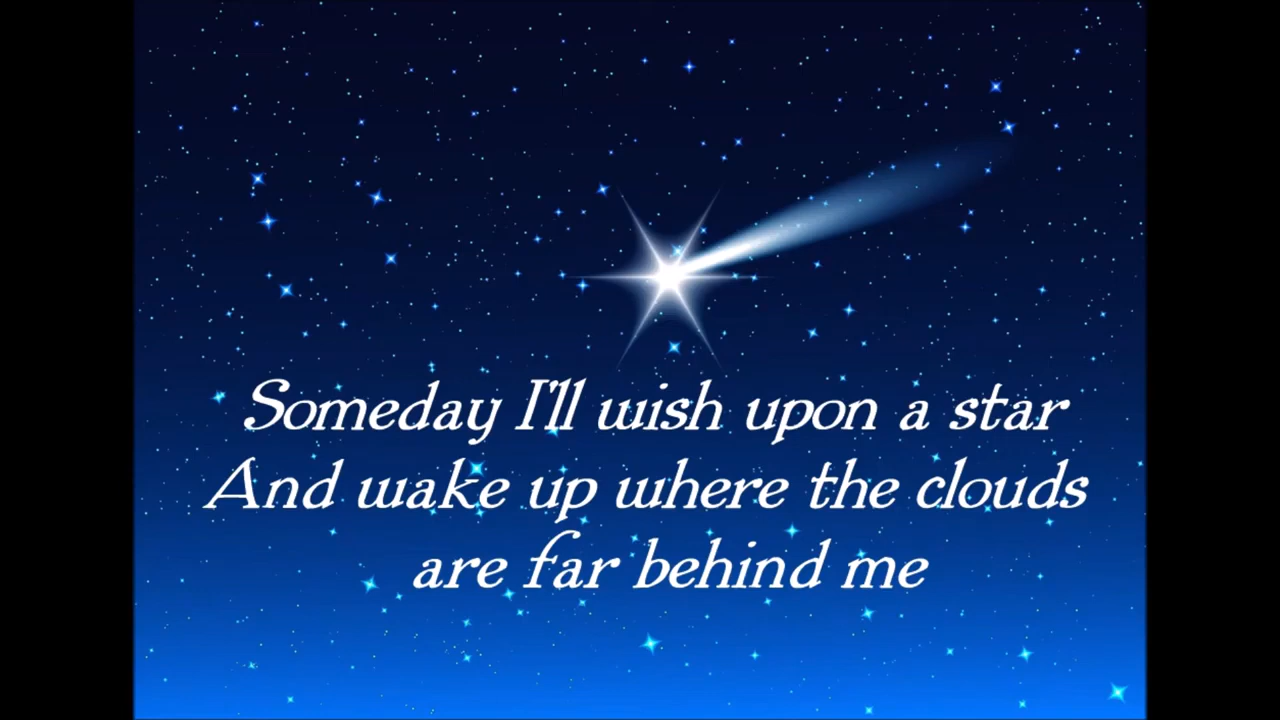 Someday I'll wish upon a star
And wake up where the clouds
are far behind me